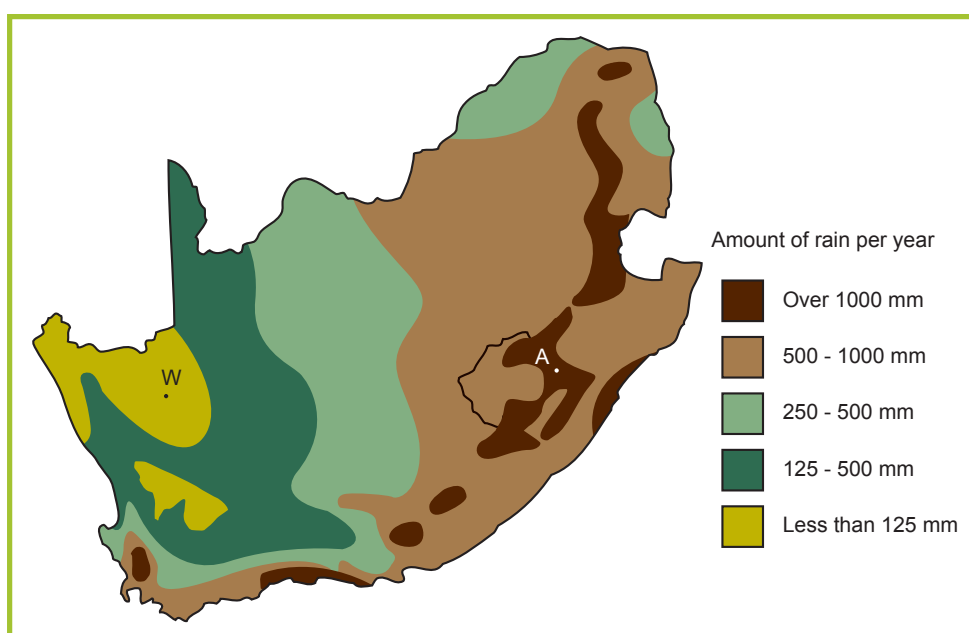 Amount of rain per year
Over 1000 mm
500 - 1000 mm
250 - 500 mm
125 - 500 mm
Less than 125 mm
A
W